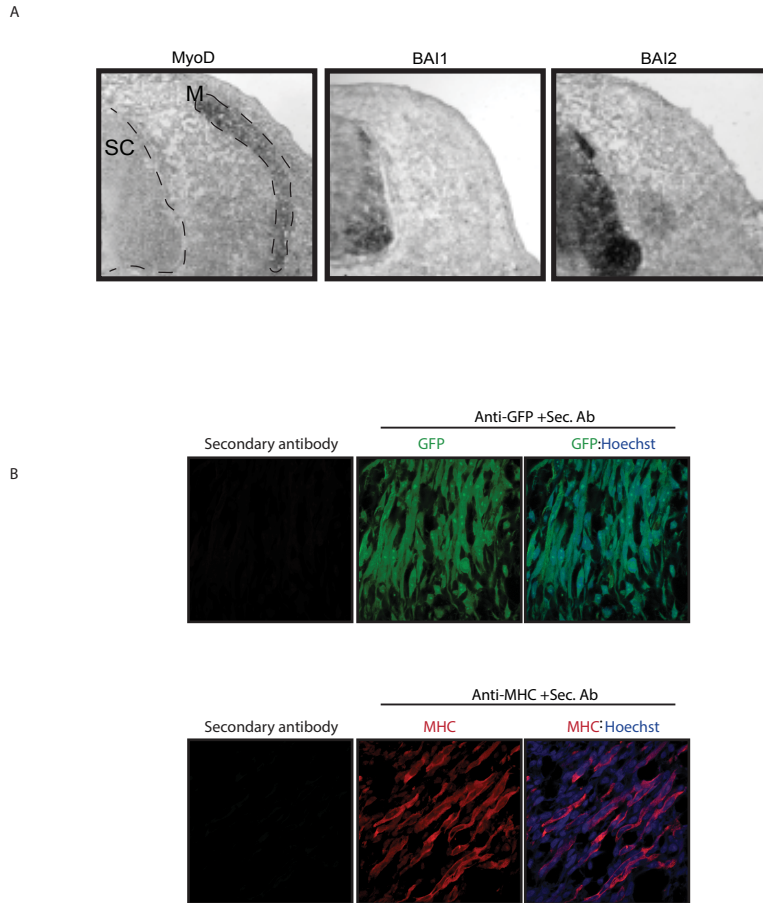 A
MyoD BAI1 BAI2
M
SC
Anti-GFP +Sec. Ab
Secondary antibody GFP GFP:Hoechst
B
Anti-MHC +Sec. Ab
Secondary antibody MHC MHC:Hoechst